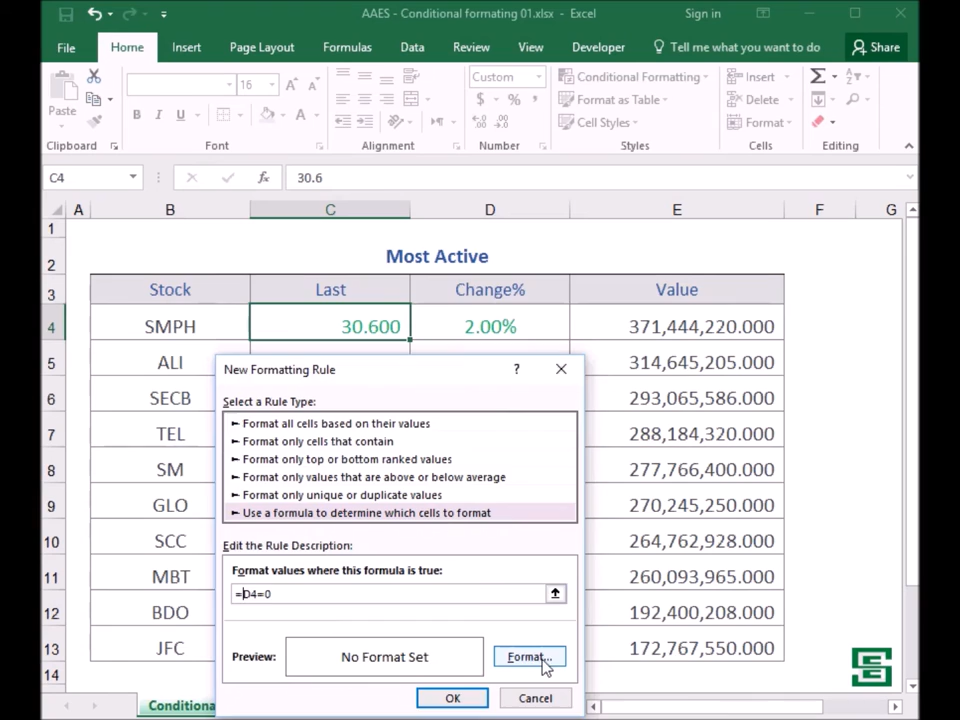 AAES - Conditional formating 01.xlsx - Excel
Sign in
File Home Insert Page Layout Formulas Data Review View Developer Tell me what you want to do Share
Paste
Clipboard
16
B I U A
Font
Alignment
Custom
$ % ,
Number
Conditional Formatting
Format as Table
Cell Styles
Styles
Insert
Delete
Format
Cells
Editing
C4 fx 30.6
A B C D E F G
1
2 Most Active
3 Stock Last Change% Value
4 SMPH 30.600 2.00% 371,444,220.000
5 ALI 314,645,205.000
6 SECB 293,065,586.000
7 TEL 288,184,320.000
8 SM 277,766,400.000
9 GLO 270,245,250.000
10 SCC 264,762,928.000
11 MBT 260,093,965.000
12 BDO 192,400,208.000
13 JFC 172,767,550.000
14
New Formatting Rule ?
Select a Rule Type:
► Format all cells based on their values
► Format only cells that contain
► Format only top or bottom ranked values
► Format only values that are above or below average
► Format only unique or duplicate values
► Use a formula to determine which cells to format
Edit the Rule Description:
Format values where this formula is true:
=D4=0
Preview: No Format Set Format...
OK Cancel
Conditiona